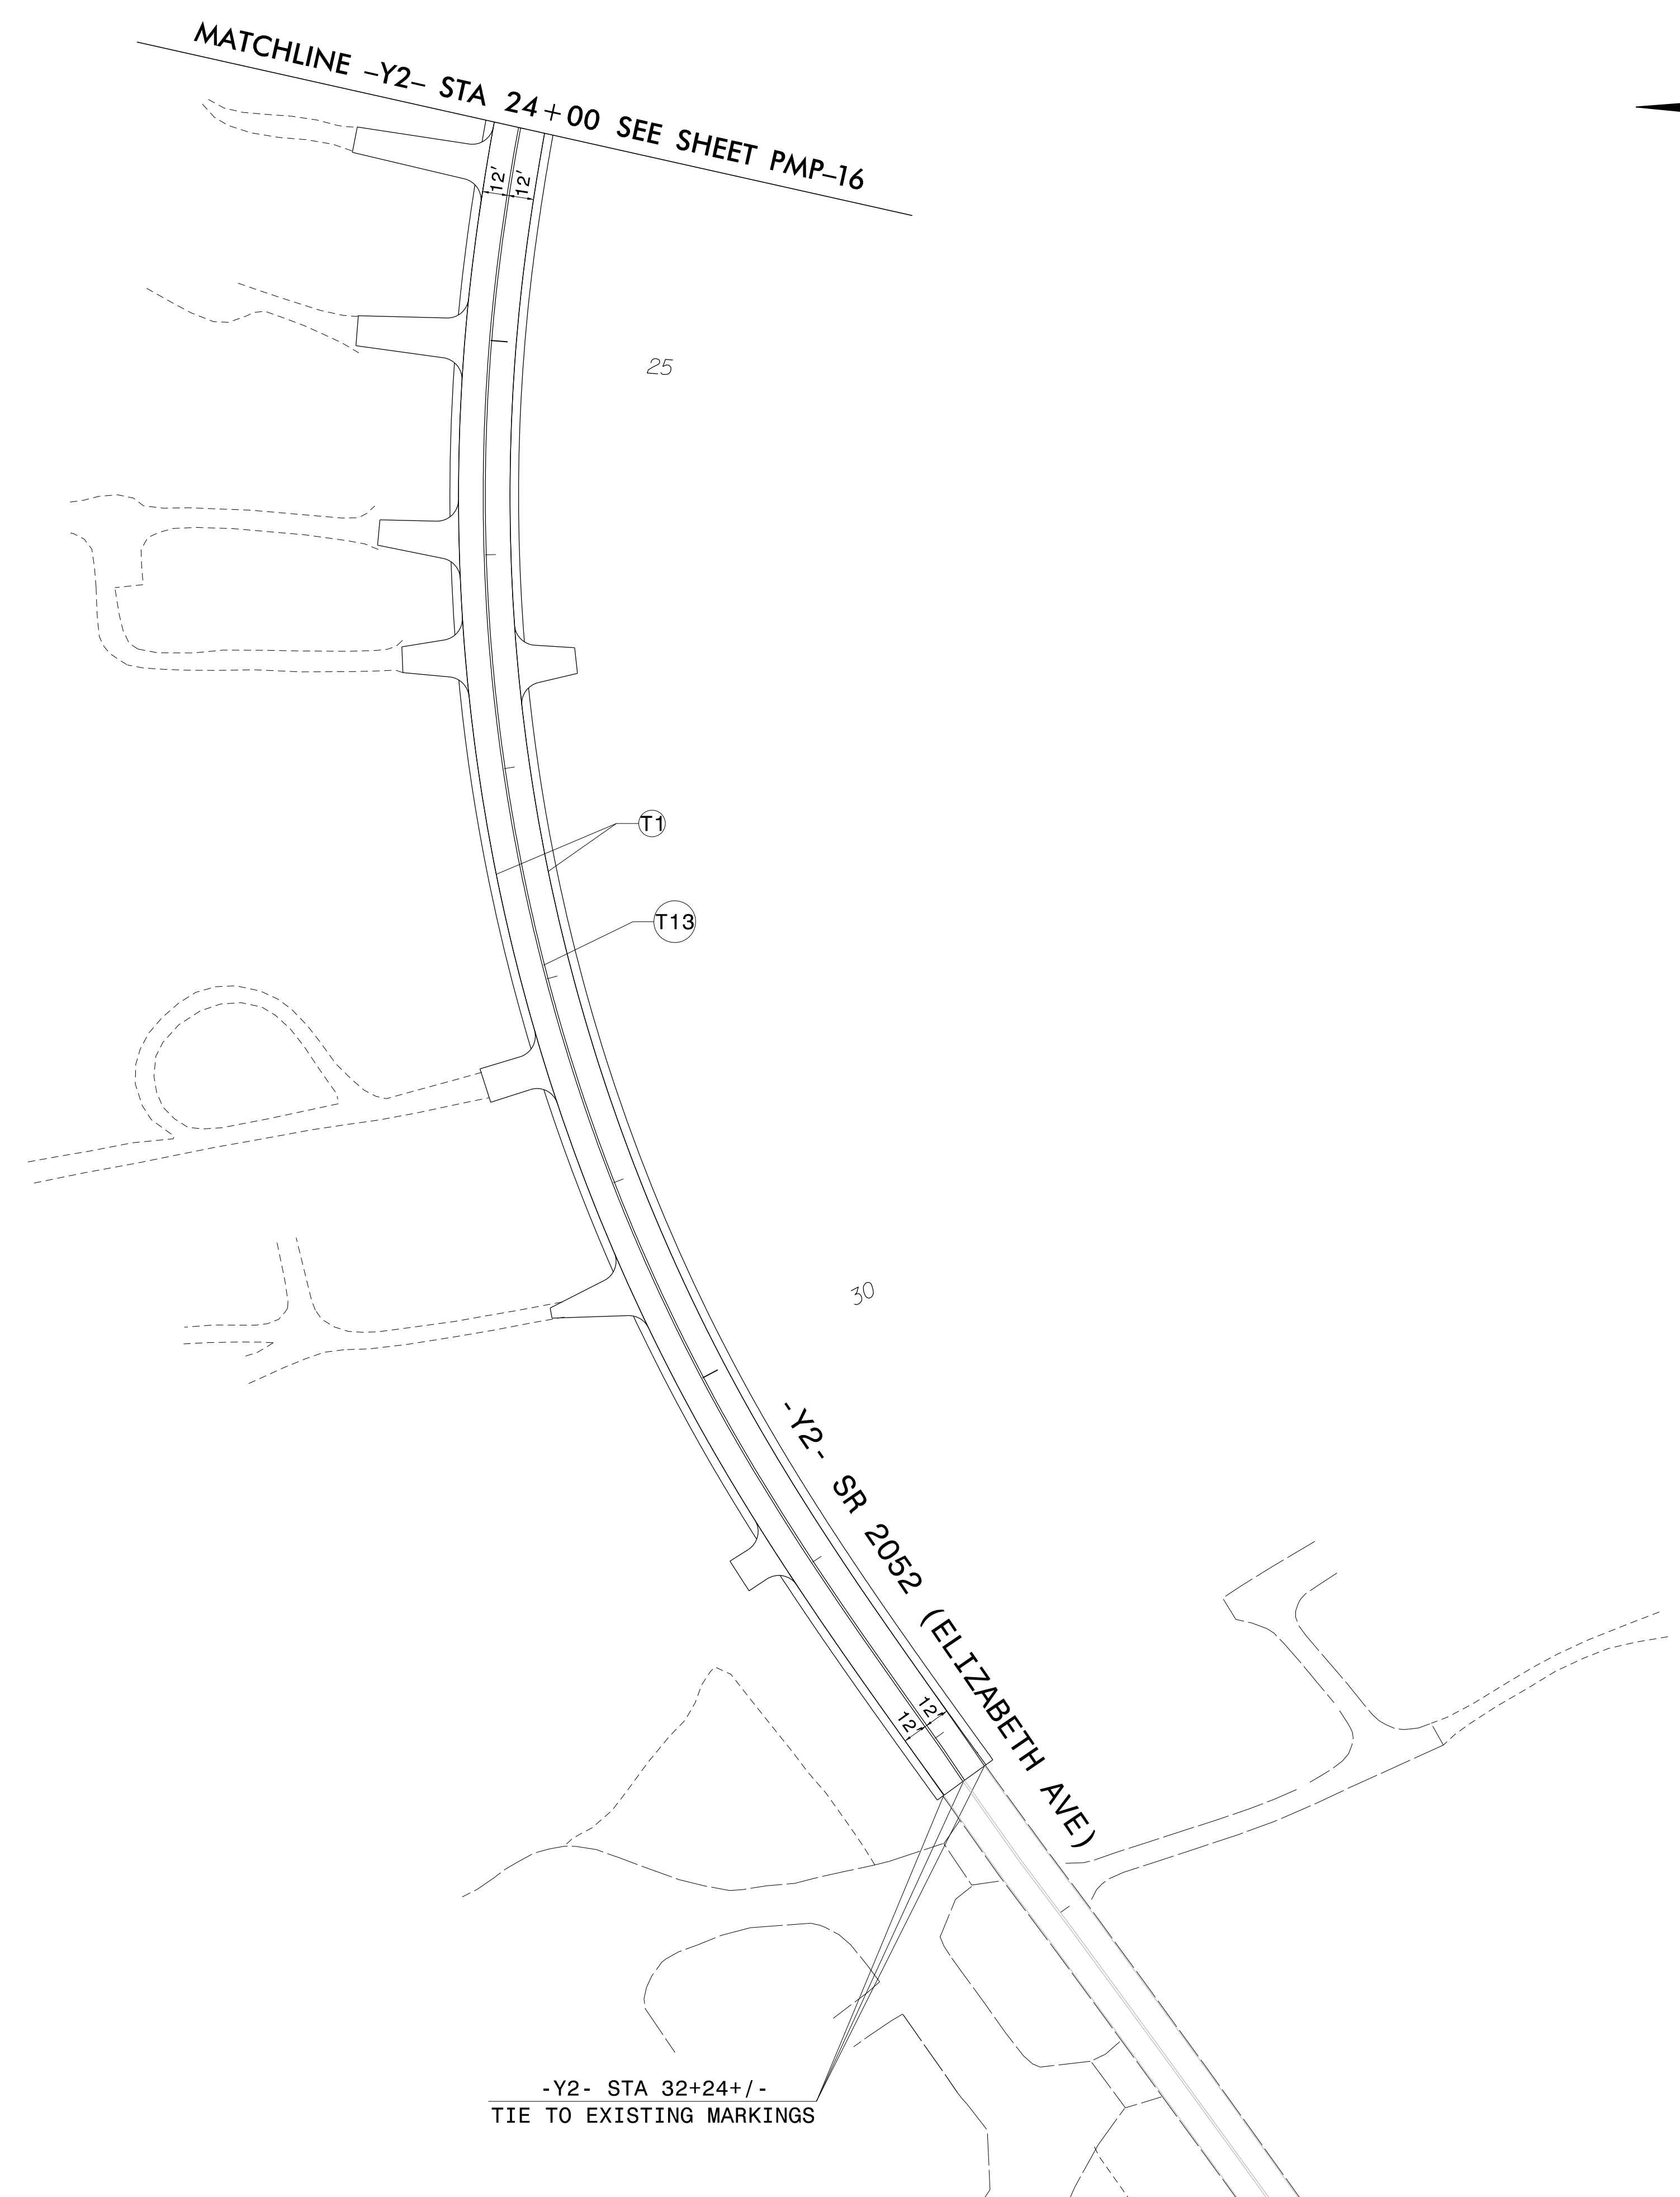 MATCHLINE –Y2– STA 24+00 SEE SHEET PMP–16
12'
12'
25
T1
T13
30
-Y2- SR 2052 (ELIZABETH AVE)
12'
12'
-Y2- STA 32+24+/-
TIE TO EXISTING MARKINGS